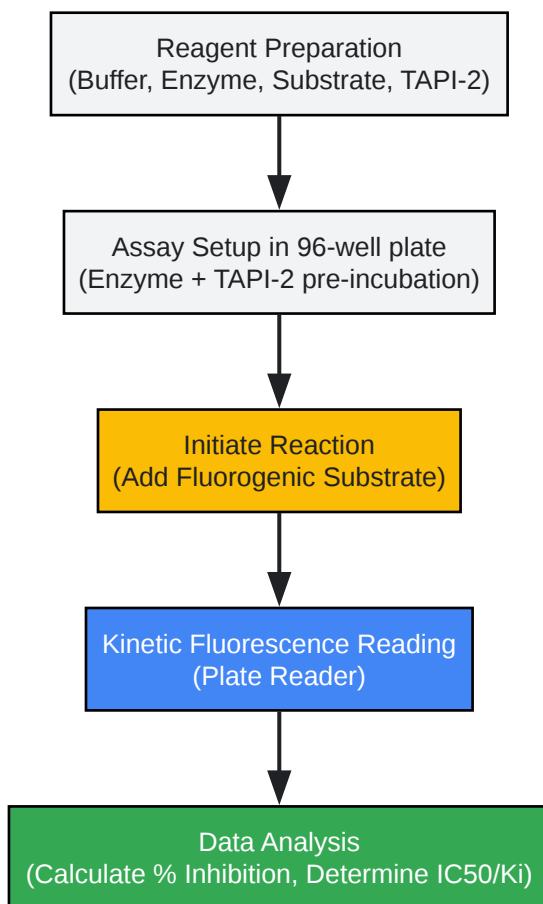 Reagent Preparation
(Buffer, Enzyme, Substrate, TAPI-2)
Assay Setup in 96-well plate
(Enzyme + TAPI-2 pre-incubation)
Initiate Reaction
(Add Fluorogenic Substrate)
Kinetic Fluorescence Reading
(Plate Reader)
Data Analysis
(Calculate % Inhibition, Determine IC50/Ki)